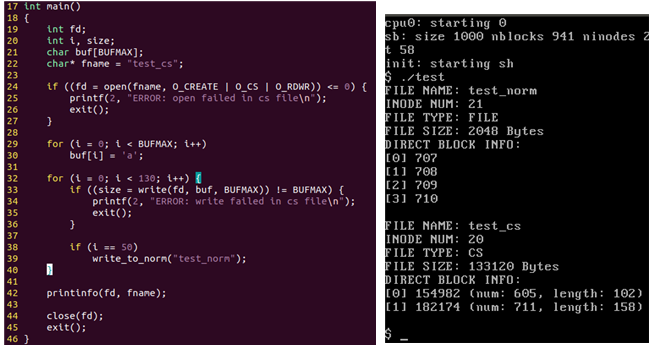 17 int main()
18 {
19     int fd;
20     int i, size;
21     char buf[BUFMAX];
22     char* fname = "test_cs";
23
24     if ((fd = open(fname, O_CREATE | O_CS | O_RDWR)) <= 0) {
25         printf(2, "ERROR: open failed in cs file\n");
26         exit();
27     }
28
29     for (i = 0; i < BUFMAX; i++)
30         buf[i] = 'a';
31
32     for (i = 0; i < 130; i++) {
33         if ((size = write(fd, buf, BUFMAX)) != BUFMAX) {
34             printf(2, "ERROR: write failed in cs file\n");
35             exit();
36         }
37
38         if (i == 50)
39             write_to_norm("test_norm");
40     }
41
42     printinfo(fd, fname);
43
44     close(fd);
45     exit();
46 }
cpu0: starting 0
sb: size 1000 nblocks 941 ninodes 2
t 58
init: starting sh
$ ./test
FILE NAME: test_norm
INODE NUM: 21
FILE TYPE: FILE
FILE SIZE: 2048 Bytes
DIRECT BLOCK INFO:
[0] 707
[1] 708
[2] 709
[3] 710

FILE NAME: test_cs
INODE NUM: 20
FILE TYPE: CS
FILE SIZE: 133120 Bytes
DIRECT BLOCK INFO:
[0] 154982 (num: 605, length: 102)
[1] 182174 (num: 711, length: 158)

$ _